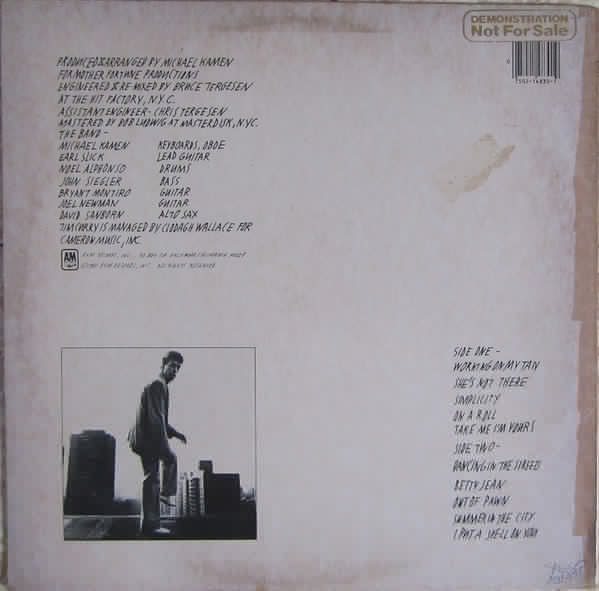 DEMONSTRATION
Not For Sale
PRODUCED & ARRANGED BY MICHAEL KAMEN
FOR MOTHER FORTUNE PRODUCTIONS
ENGINEERED & RE MIXED BY BRUCE TERGESEN
AT THE HIT FACTORY, N.Y.C.
ASSISTANT ENGINEER - CHRIS TERGESEN
MASTERED BY BOB LUDWIG AT MASTERDISK, N.Y.C.
THE BAND -
MICHAEL KAMEN KEYBOARDS, OBOE
EARL SLICK LEAD GUITAR
NOEL ALPHONSO DRUMS
JOHN SIEGLER BASS
BRYANT MONTIRO GUITAR
JOEL NEWMAN GUITAR
DAVID SANBORN ALTO SAX
TIM CURRY IS MANAGED BY CLODAGH WALLACE FOR
CAMERON MUSIC, INC.
AM
SIDE ONE -
WORKING ON MY TAN
SHE'S NOT THERE
SIMPLICITY
ON A ROLL
TAKE ME I'M YOURS
SIDE TWO -
DANCING IN THE STREET
BETTY JEAN
OUT OF PAWN
SUMMER IN THE CITY
I PUT A SPELL ON YOU